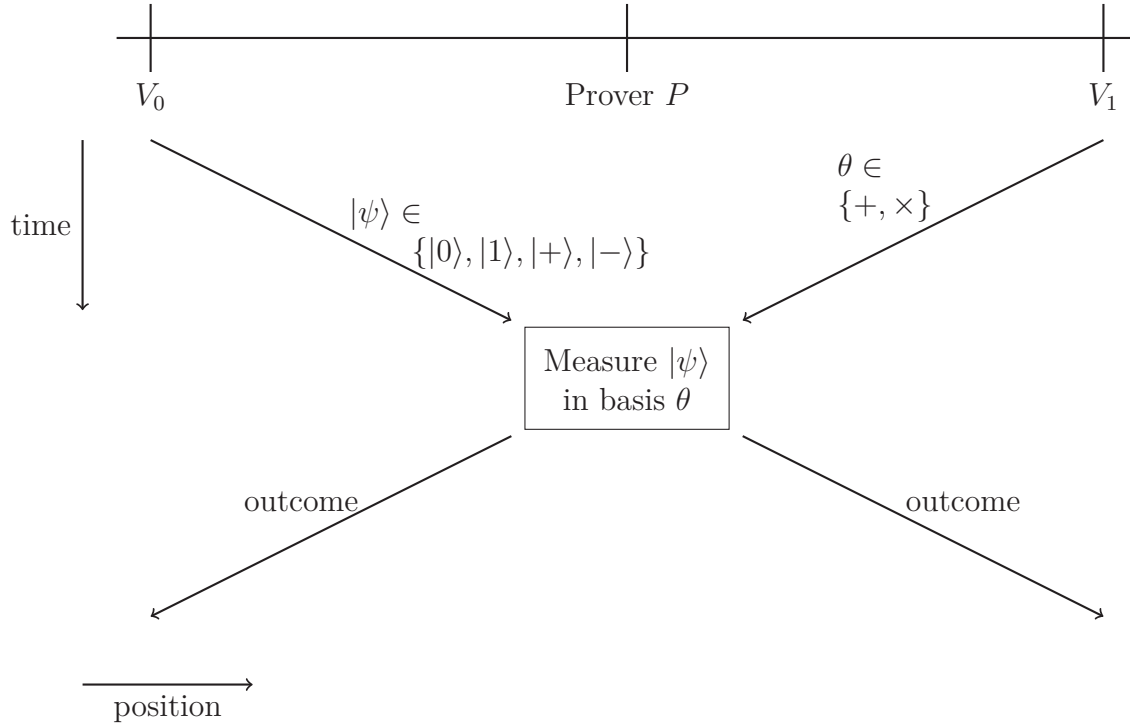 V₀
Prover P
V₁
time
|ψ⟩ ∈
{|0⟩, |1⟩, |+⟩, |−⟩}
θ ∈
{+, ×}
Measure |ψ⟩
in basis θ
outcome
outcome
position